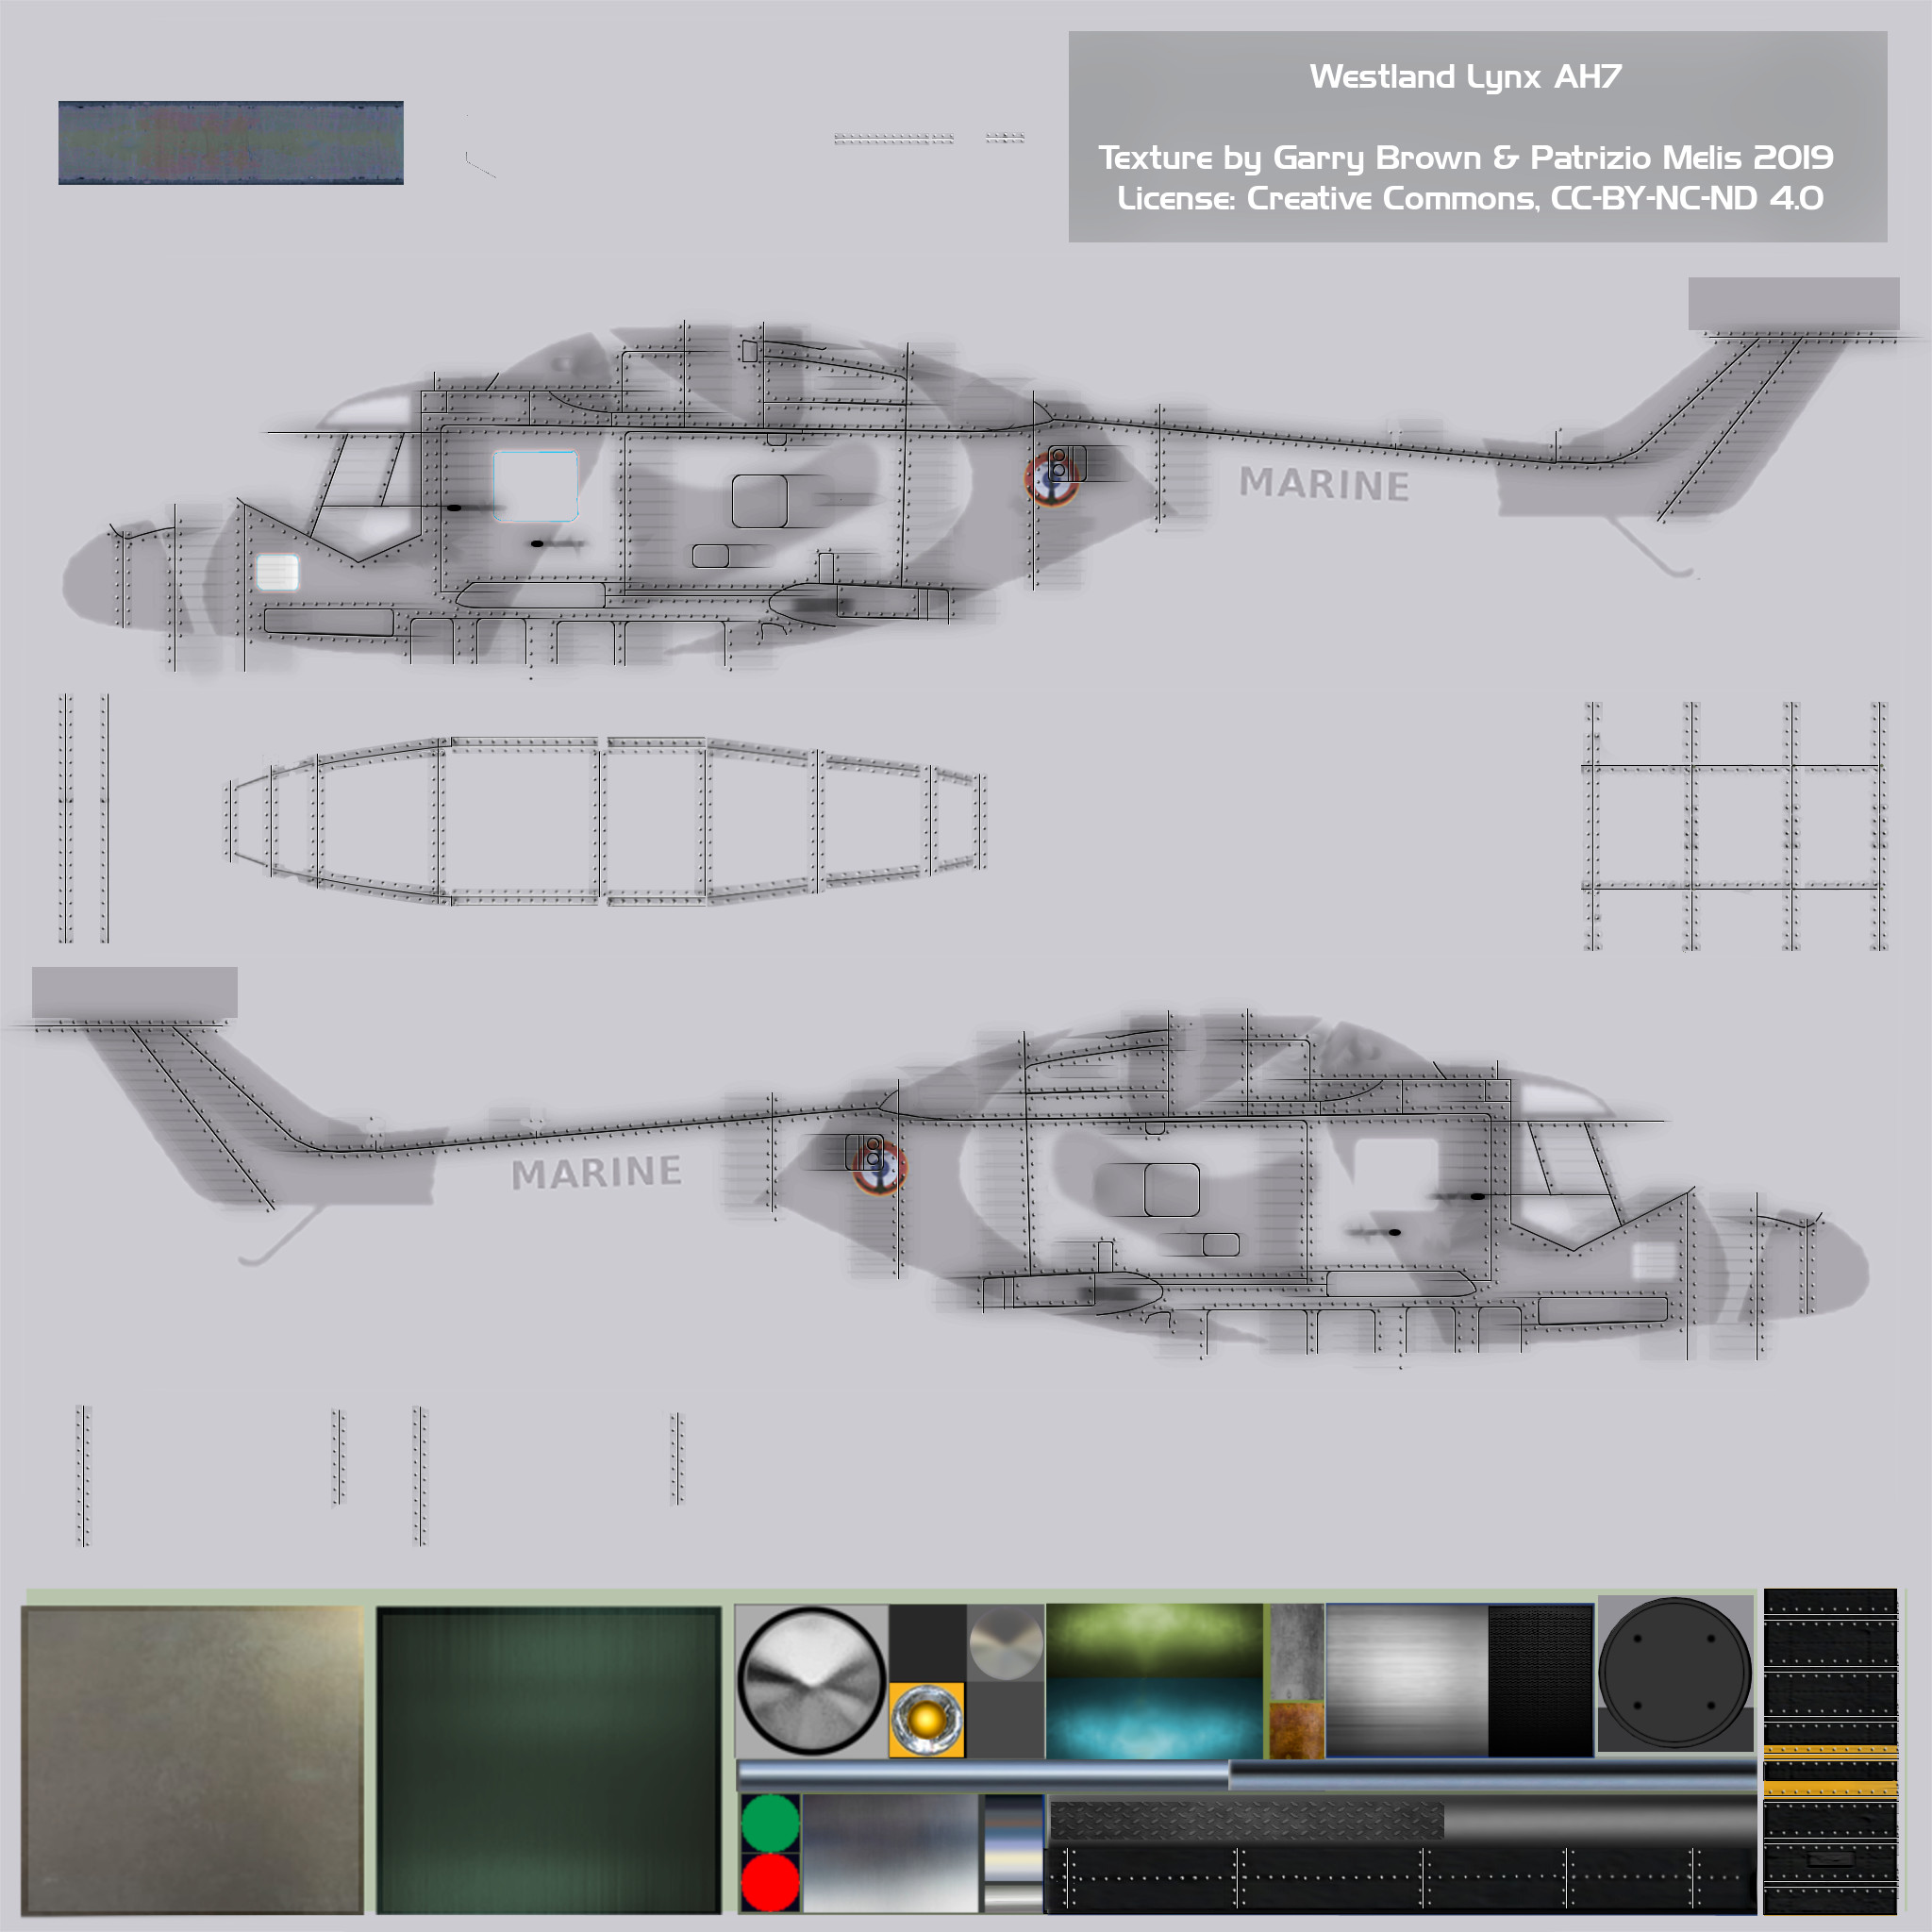 Westland Lynx AH7
Texture by Garry Brown & Patrizio Melis 2019
License: Creative Commons, CC-BY-NC-ND 4.0
MARINE
MARINE